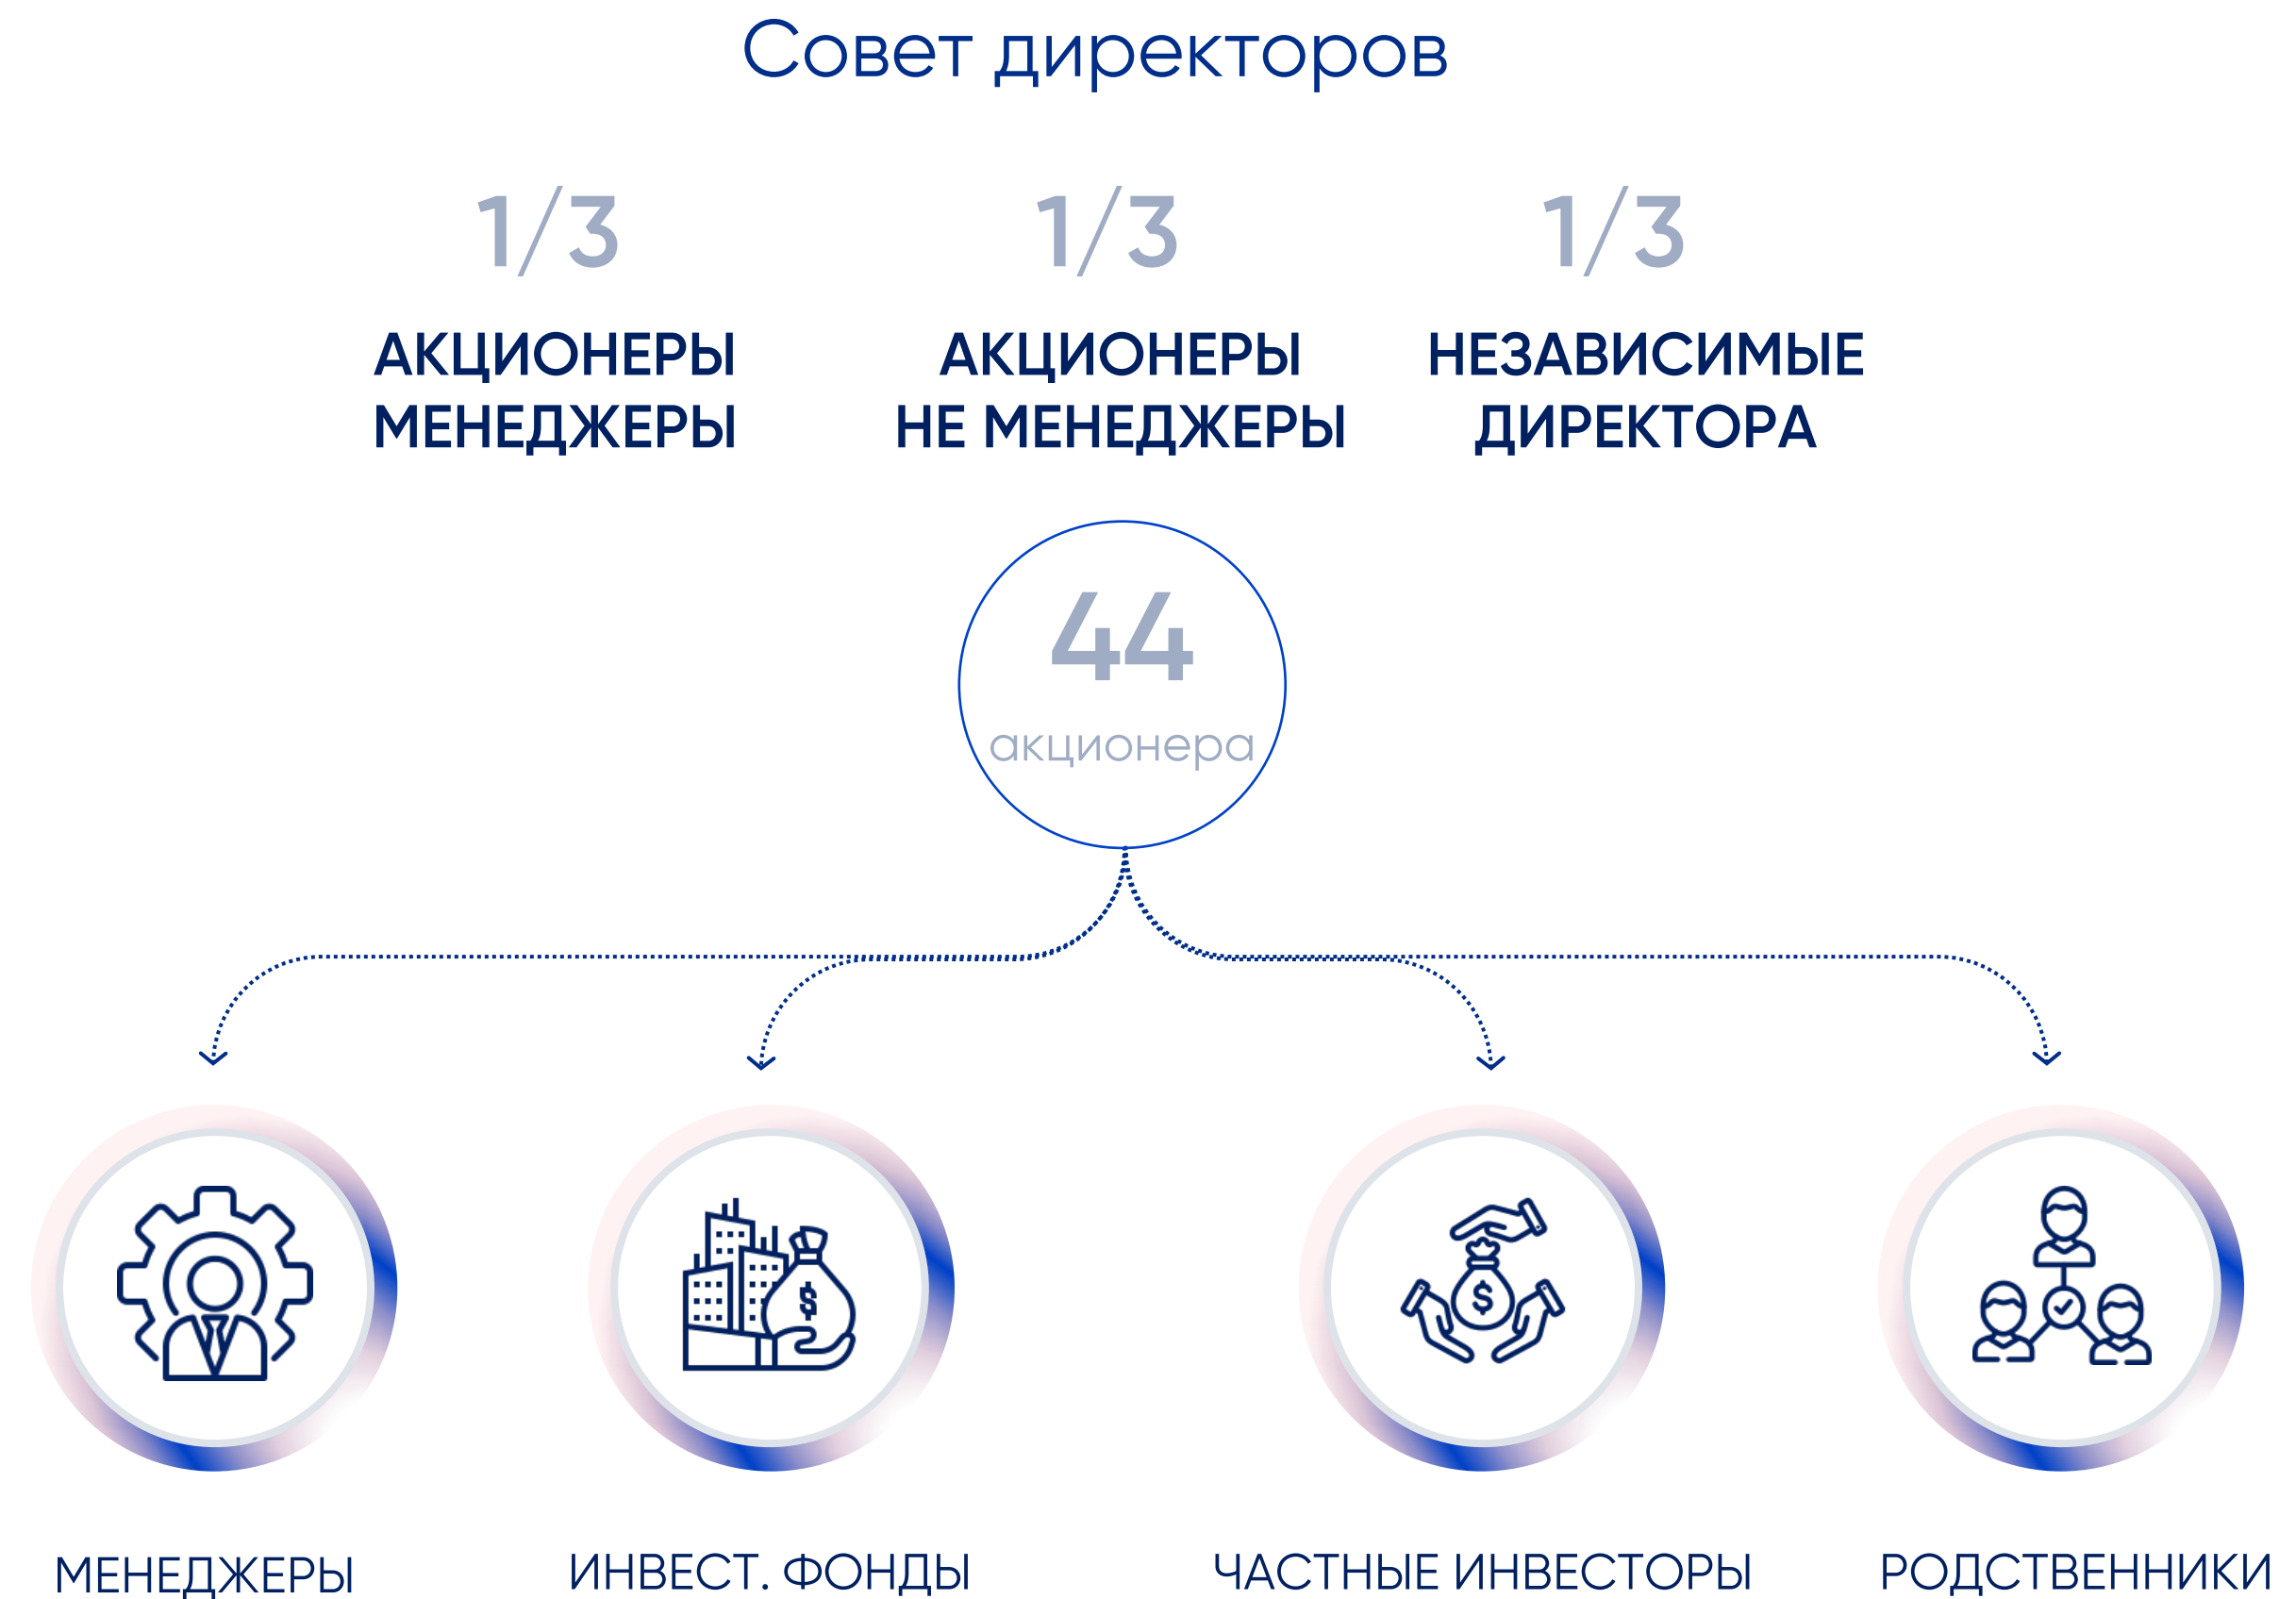 Совет директоров
1/3
1/3
1/3
АКЦИОНЕРЫ
МЕНЕДЖЕРЫ
АКЦИОНЕРЫ
НЕ МЕНЕДЖЕРЫ
НЕЗАВИСИМЫЕ
ДИРЕКТОРА
44
акционера
МЕНЕДЖЕРЫ
ИНВЕСТ. ФОНДЫ
ЧАСТНЫЕ ИНВЕСТОРЫ
РОДСТВЕННИКИ